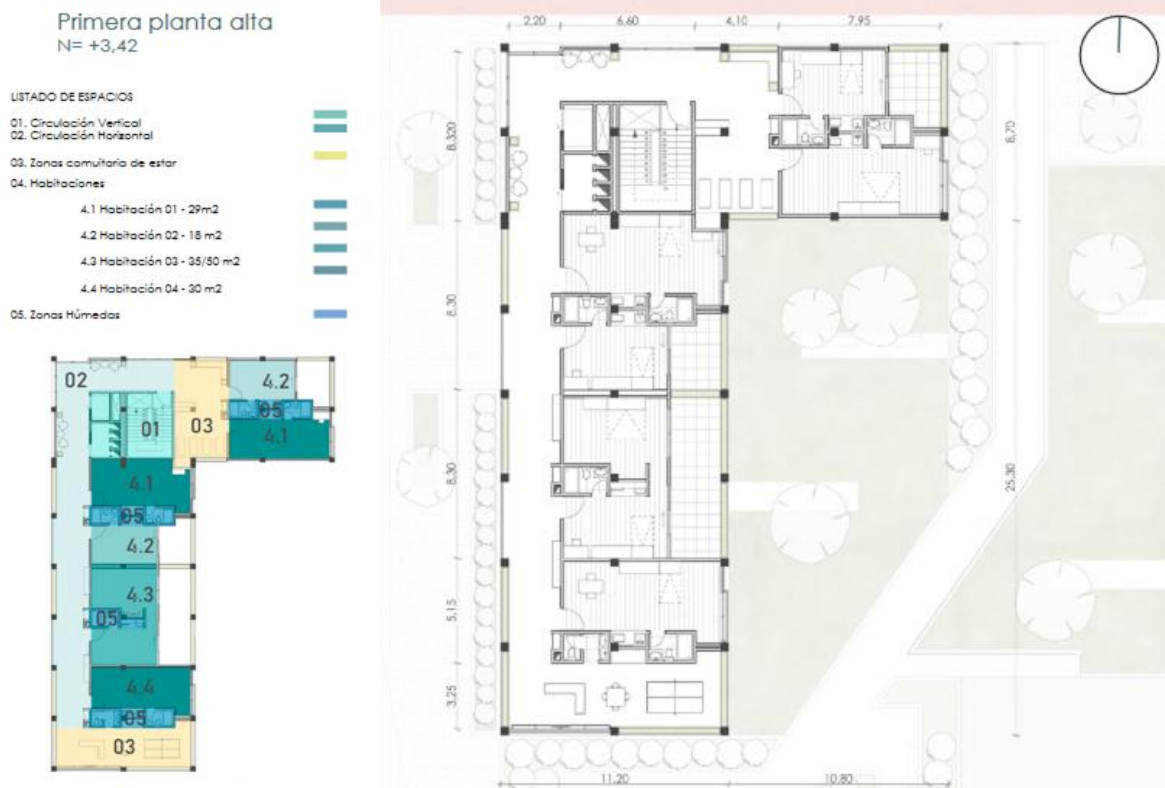 Primera planta alta
N= +3,42
LISTADO DE ESPACIOS
01. Circulación Vertical
02. Circulación Horizontal
03. Zonas comuitaria de estar
04. Habitaciones
4.1 Habitación 01 - 29m2
4.2 Habitación 02 - 18 m2
4.3 Habitación 03 - 35/50 m2
4.4 Habitación 04 - 30 m2
05. Zonas Húmedas
02
4.2
05
01
03
4.1
4.1
05
4.2
4.3
05
4.4
05
03
2,20
6,60
4,10
7,95
8,320
8,70
8,30
8,30
25,30
5,15
3,25
11,20
10,80